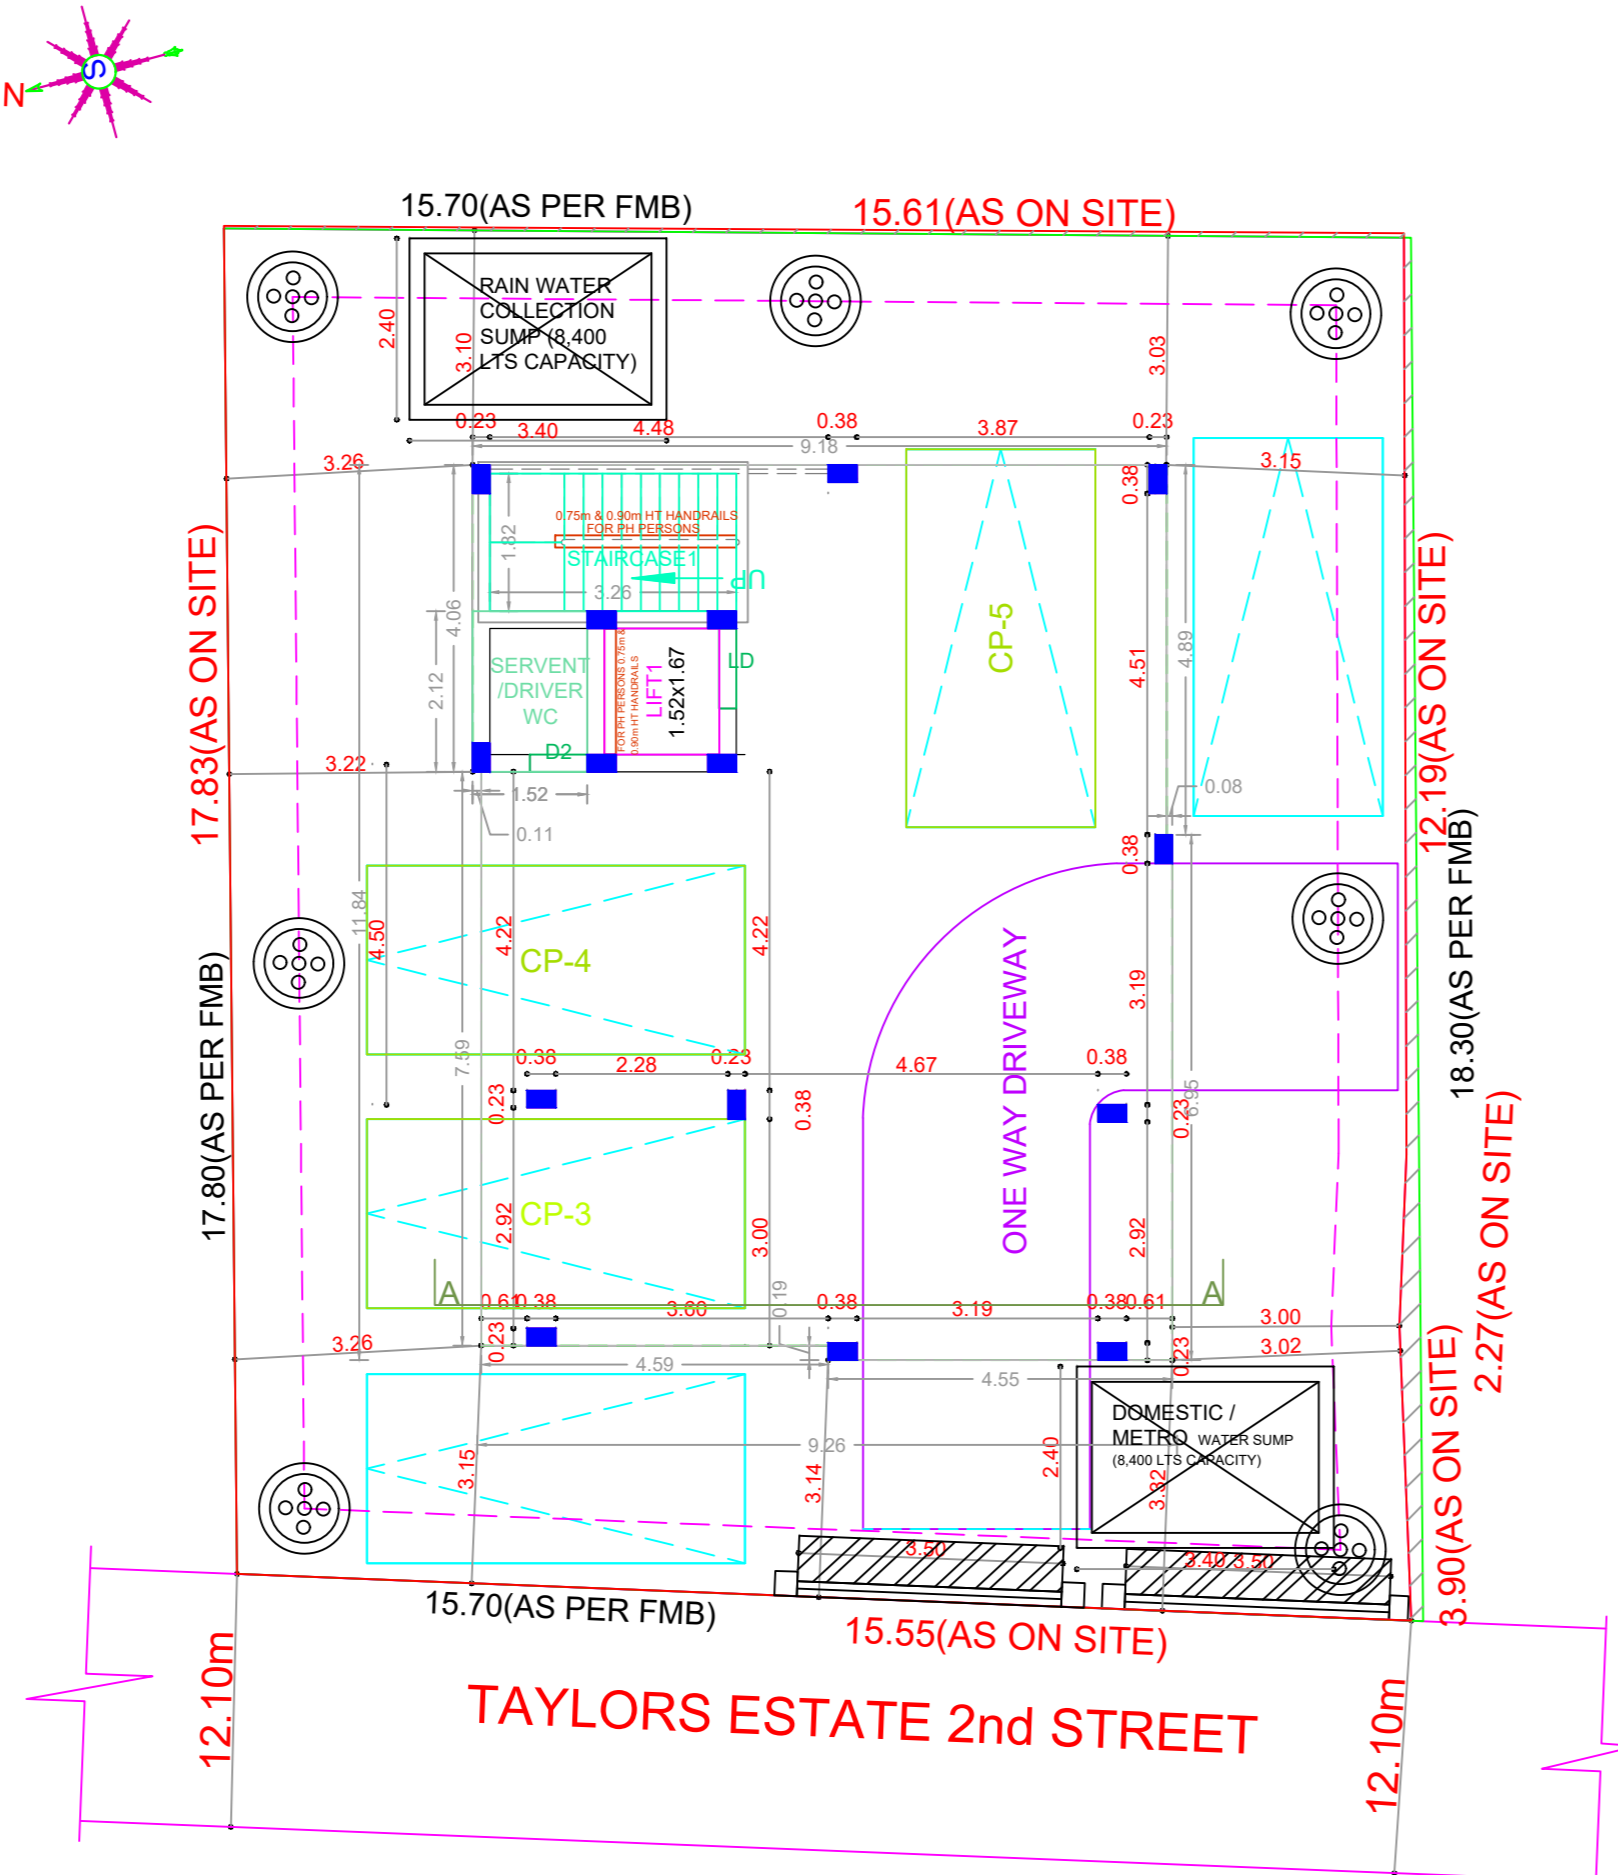 N
S
15.70(AS PER FMB)
15.61(AS ON SITE)
RAIN WATER
COLLECTION
SUMP (8,400
LTS CAPACITY)
2.40
3.10
3.03
0.23
3.40
4.48
0.38
3.87
0.23
9.18
3.26
3.15
0.38
0.75m & 0.90m HT HANDRAILS
FOR PH PERSONS
STAIRCASE1
UP
1.82
3.26
4.06
2.12
SERVENT
/DRIVER
WC
FOR PH PERSONS 0.75m &
0.90m HT HANDRAILS
LIFT1
1.52x1.67
LD
D2
CP-5
4.51
4.89
17.83(AS ON SITE)
12.19(AS ON SITE)
3.22
1.52
0.11
0.08
0.38
11.84
4.50
4.22
4.22
CP-4
7.59
ONE WAY DRIVEWAY
3.19
6.95
17.80(AS PER FMB)
18.30(AS PER FMB)
0.38
2.28
0.23
4.67
0.38
0.23
0.38
0.23
CP-3
2.92
3.00
2.92
2.27(AS ON SITE)
A
A
0.61
0.38
3.60
0.19
0.38
3.19
0.38
0.61
3.00
3.26
0.23
0.23
3.02
4.59
4.55
DOMESTIC /
METRO WATER SUMP
(8,400 LTS CAPACITY)
9.26
3.15
3.14
2.40
3.32
3.90(AS ON SITE)
3.50
3.40
3.50
15.70(AS PER FMB)
15.55(AS ON SITE)
12.10m
TAYLORS ESTATE 2nd STREET
12.10m